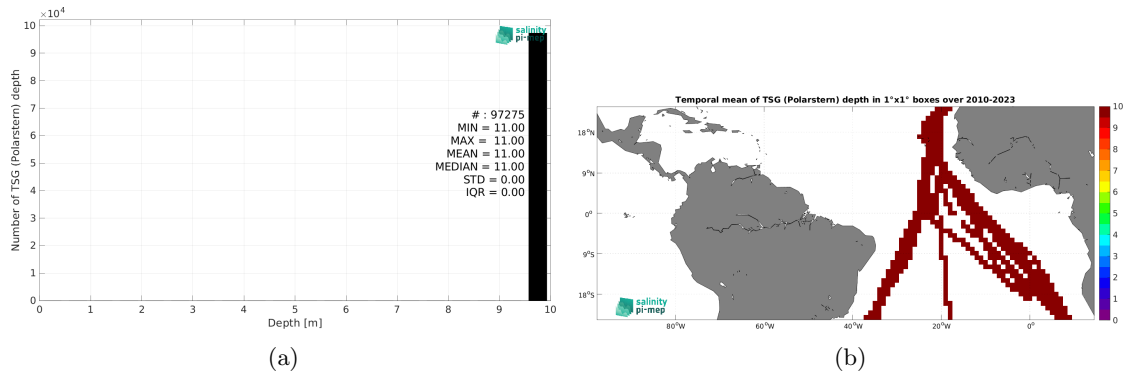 ×10⁴
10
9
8
7
6
5
4
3
2
1
0
Number of TSG (Polarstern) depth
salinity
pi-mep
# : 97275
MIN = 11.00
MAX = 11.00
MEAN = 11.00
MEDIAN = 11.00
STD = 0.00
IQR = 0.00
0 1 2 3 4 5 6 7 8 9 10
Depth [m]
(a)
Temporal mean of TSG (Polarstern) depth in 1°x1° boxes over 2010-2023
18°N
9°N
0°
9°S
18°S
salinity
pi-mep
80°W 60°W 40°W 20°W 0°
10
9
8
7
6
5
4
3
2
1
0
(b)